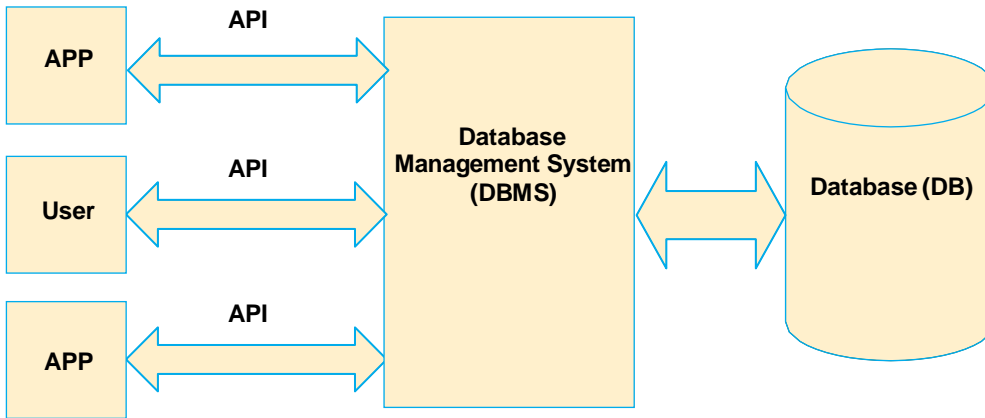 API
APP
Database
Management System
(DBMS)
API
User
Database (DB)
API
APP